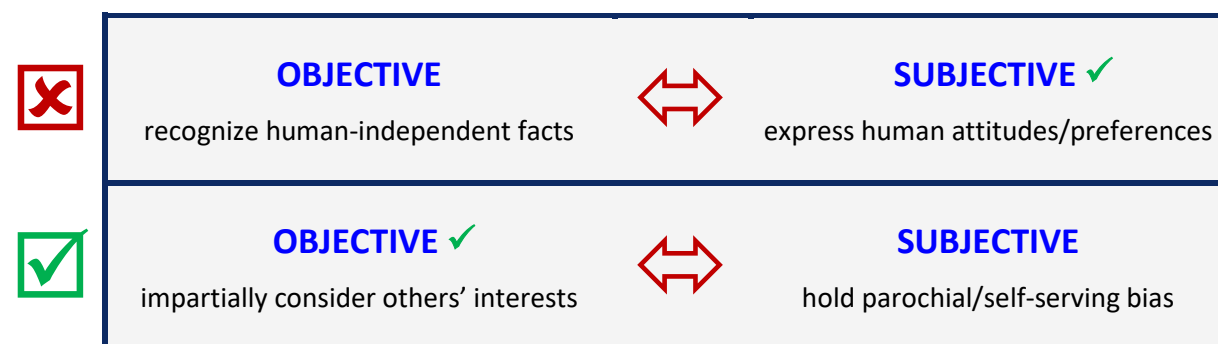 OBJECTIVE
SUBJECTIVE ✓
recognize human-independent facts
express human attitudes/preferences
OBJECTIVE ✓
SUBJECTIVE
impartially consider others’ interests
hold parochial/self-serving bias